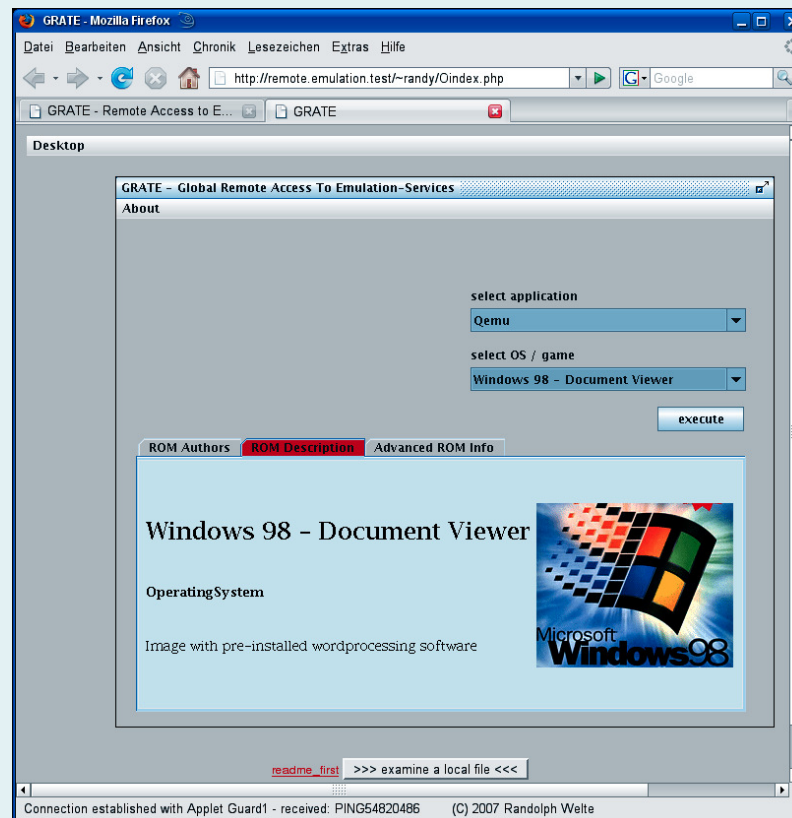 GRATE - Mozilla Firefox
Datei Bearbeiten Ansicht Chronik Lesezeichen Extras Hilfe
http://remote.emulation.test/~randy/Oindex.php
G Google
GRATE - Remote Access to E...
GRATE
Desktop
GRATE - Global Remote Access To Emulation-Services
About
select application
Qemu
select OS / game
Windows 98 - Document Viewer
execute
ROM Authors ROM Description Advanced ROM Info
Windows 98 - Document Viewer
OperatingSystem
Image with pre-installed wordprocessing software
Microsoft
Windows98
readme_first >>> examine a local file <<<
Connection established with Applet Guard1 - received: PING54820486 (C) 2007 Randolph Welte